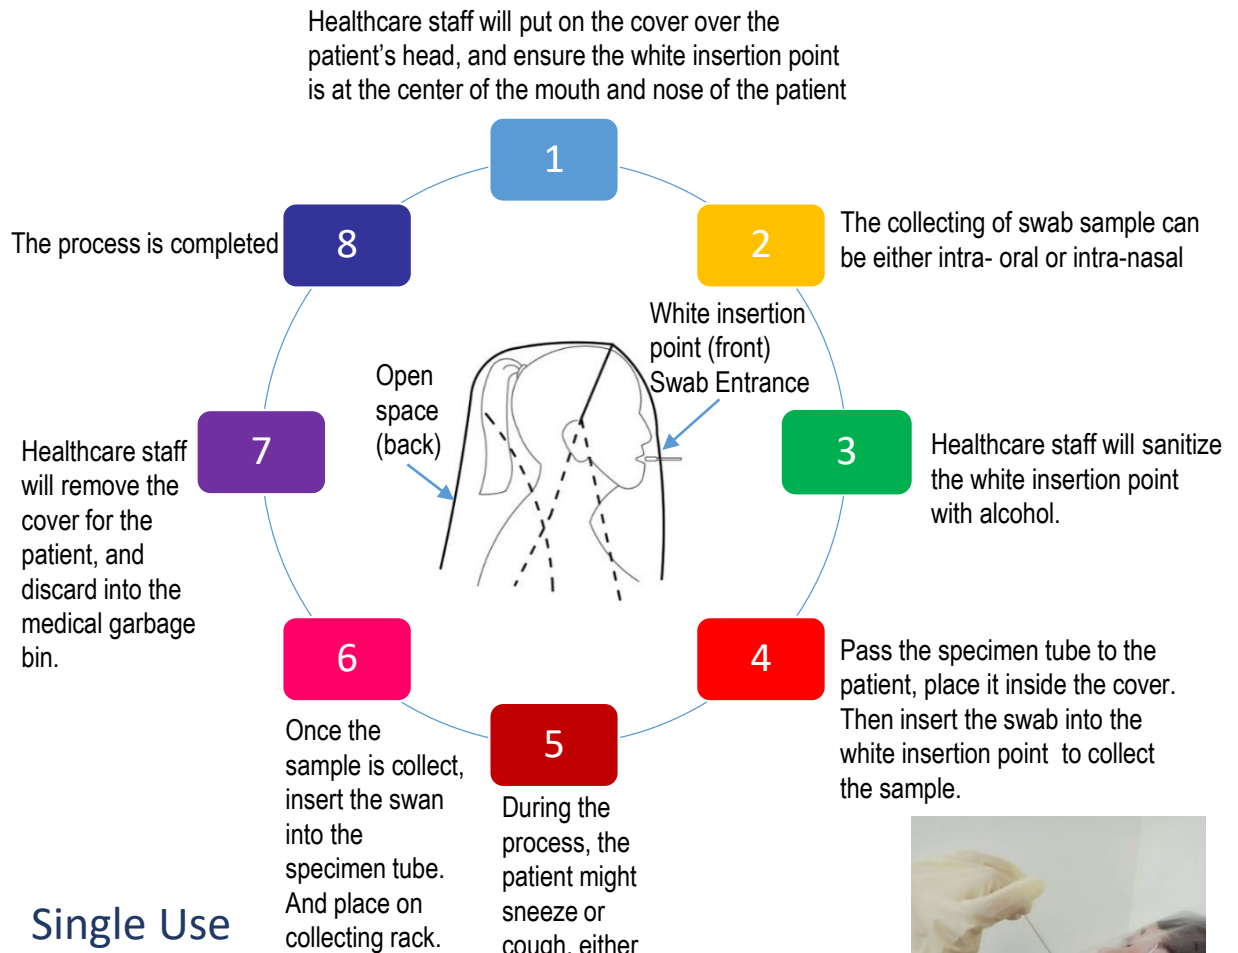 Healthcare staff will put on the cover over the
patient’s head, and ensure the white insertion point
is at the center of the mouth and nose of the patient
1
2
The collecting of swab sample can
be either intra- oral or intra-nasal
3
Healthcare staff will sanitize
the white insertion point
with alcohol.
4
Pass the specimen tube to the
patient, place it inside the cover.
Then insert the swab into the
white insertion point to collect
the sample.
5
During the
process, the
patient might
sneeze or
cough, either
6
Once the
sample is collect,
insert the swan
into the
specimen tube.
And place on
collecting rack.
7
Healthcare staff
will remove the
cover for the
patient, and
discard into the
medical garbage
bin.
8
The process is completed
Open
space
(back)
White insertion
point (front)
Swab Entrance
Single Use